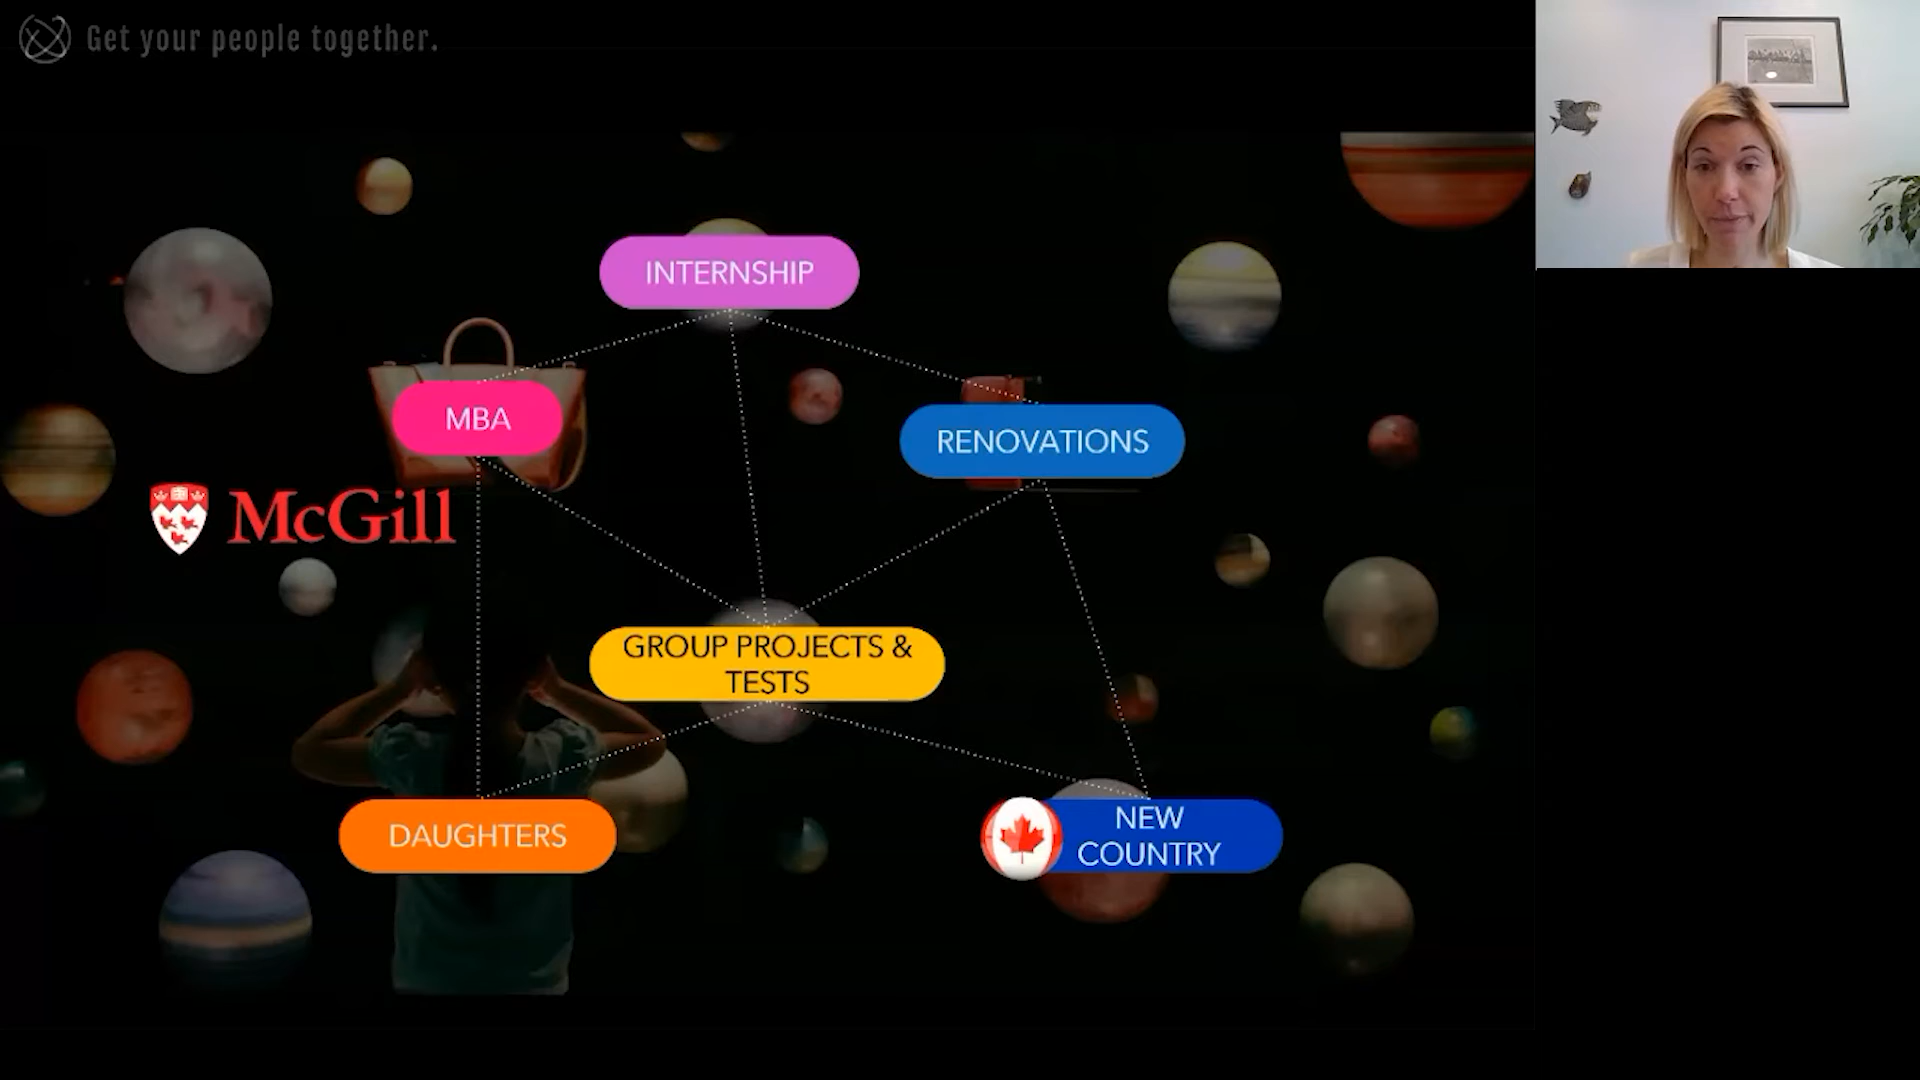 Get your people together.
INTERNSHIP
MBA
RENOVATIONS
McGill
GROUP PROJECTS &
TESTS
DAUGHTERS
NEW
COUNTRY